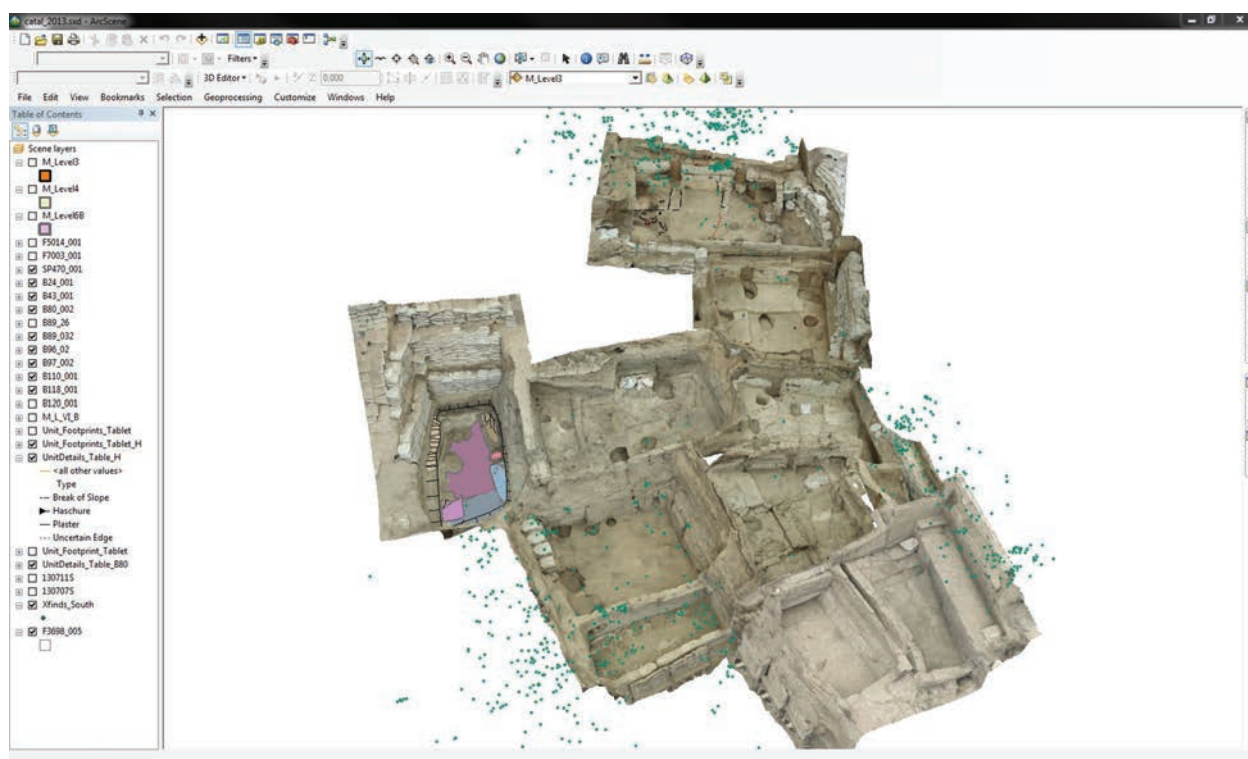 catal_2013.sxd - ArcScene
Filters
3D Editor
0,000
M_Level3
File Edit View Bookmarks Selection Geoprocessing Customize Windows Help
Table of Contents
Scene layers
M_Level3
M_Level4
M_Level6B
F5014_001
F7003_001
SP470_001
B24_001
B43_001
B80_002
B89_26
B89_032
B96_02
B97_002
B110_001
B118_001
B120_001
M_L_VI_B
Unit_Footprints_Tablet
Unit_Footprints_Tablet_H
UnitDetails_Table_H
<all other values>
Type
Break of Slope
Haschure
Plaster
Uncertain Edge
Unit_Footprint_Tablet
UnitDetails_Table_B80
130711S
130707S
Xfinds_South
F3698_005